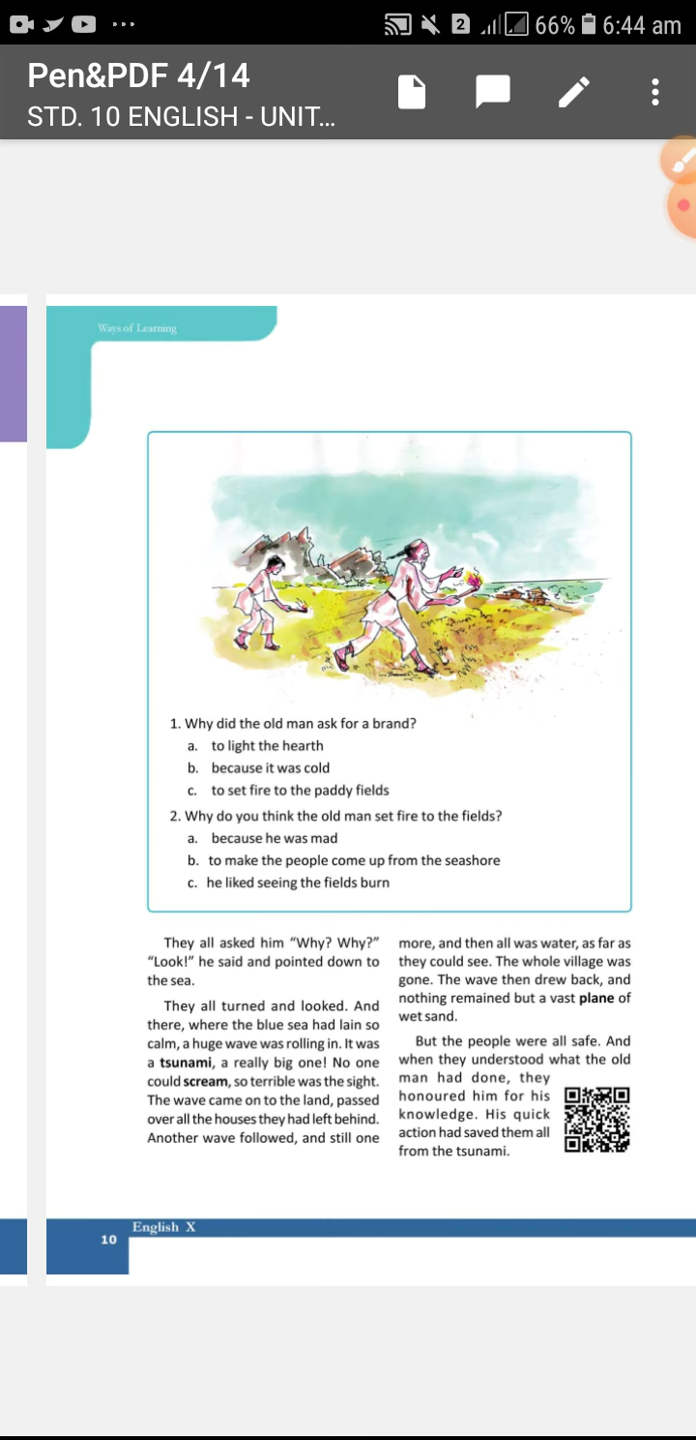 66% 6:44 am
2
Pen&PDF 4/14
STD. 10 ENGLISH - UNIT...
Ways of Learning
1. Why did the old man ask for a brand?
a. to light the hearth
b. because it was cold
c. to set fire to the paddy fields
2. Why do you think the old man set fire to the fields?
a. because he was mad
b. to make the people come up from the seashore
c. he liked seeing the fields burn
They all asked him “Why? Why?”
“Look!” he said and pointed down to
the sea.
They all turned and looked. And
there, where the blue sea had lain so
calm, a huge wave was rolling in. It was
a tsunami, a really big one! No one
could scream, so terrible was the sight.
The wave came on to the land, passed
over all the houses they had left behind.
Another wave followed, and still one
more, and then all was water, as far as
they could see. The whole village was
gone. The wave then drew back, and
nothing remained but a vast plane of
wet sand.
But the people were all safe. And
when they understood what the old
man had done, they
honoured him for his
knowledge. His quick
action had saved them all
from the tsunami.
English X
10